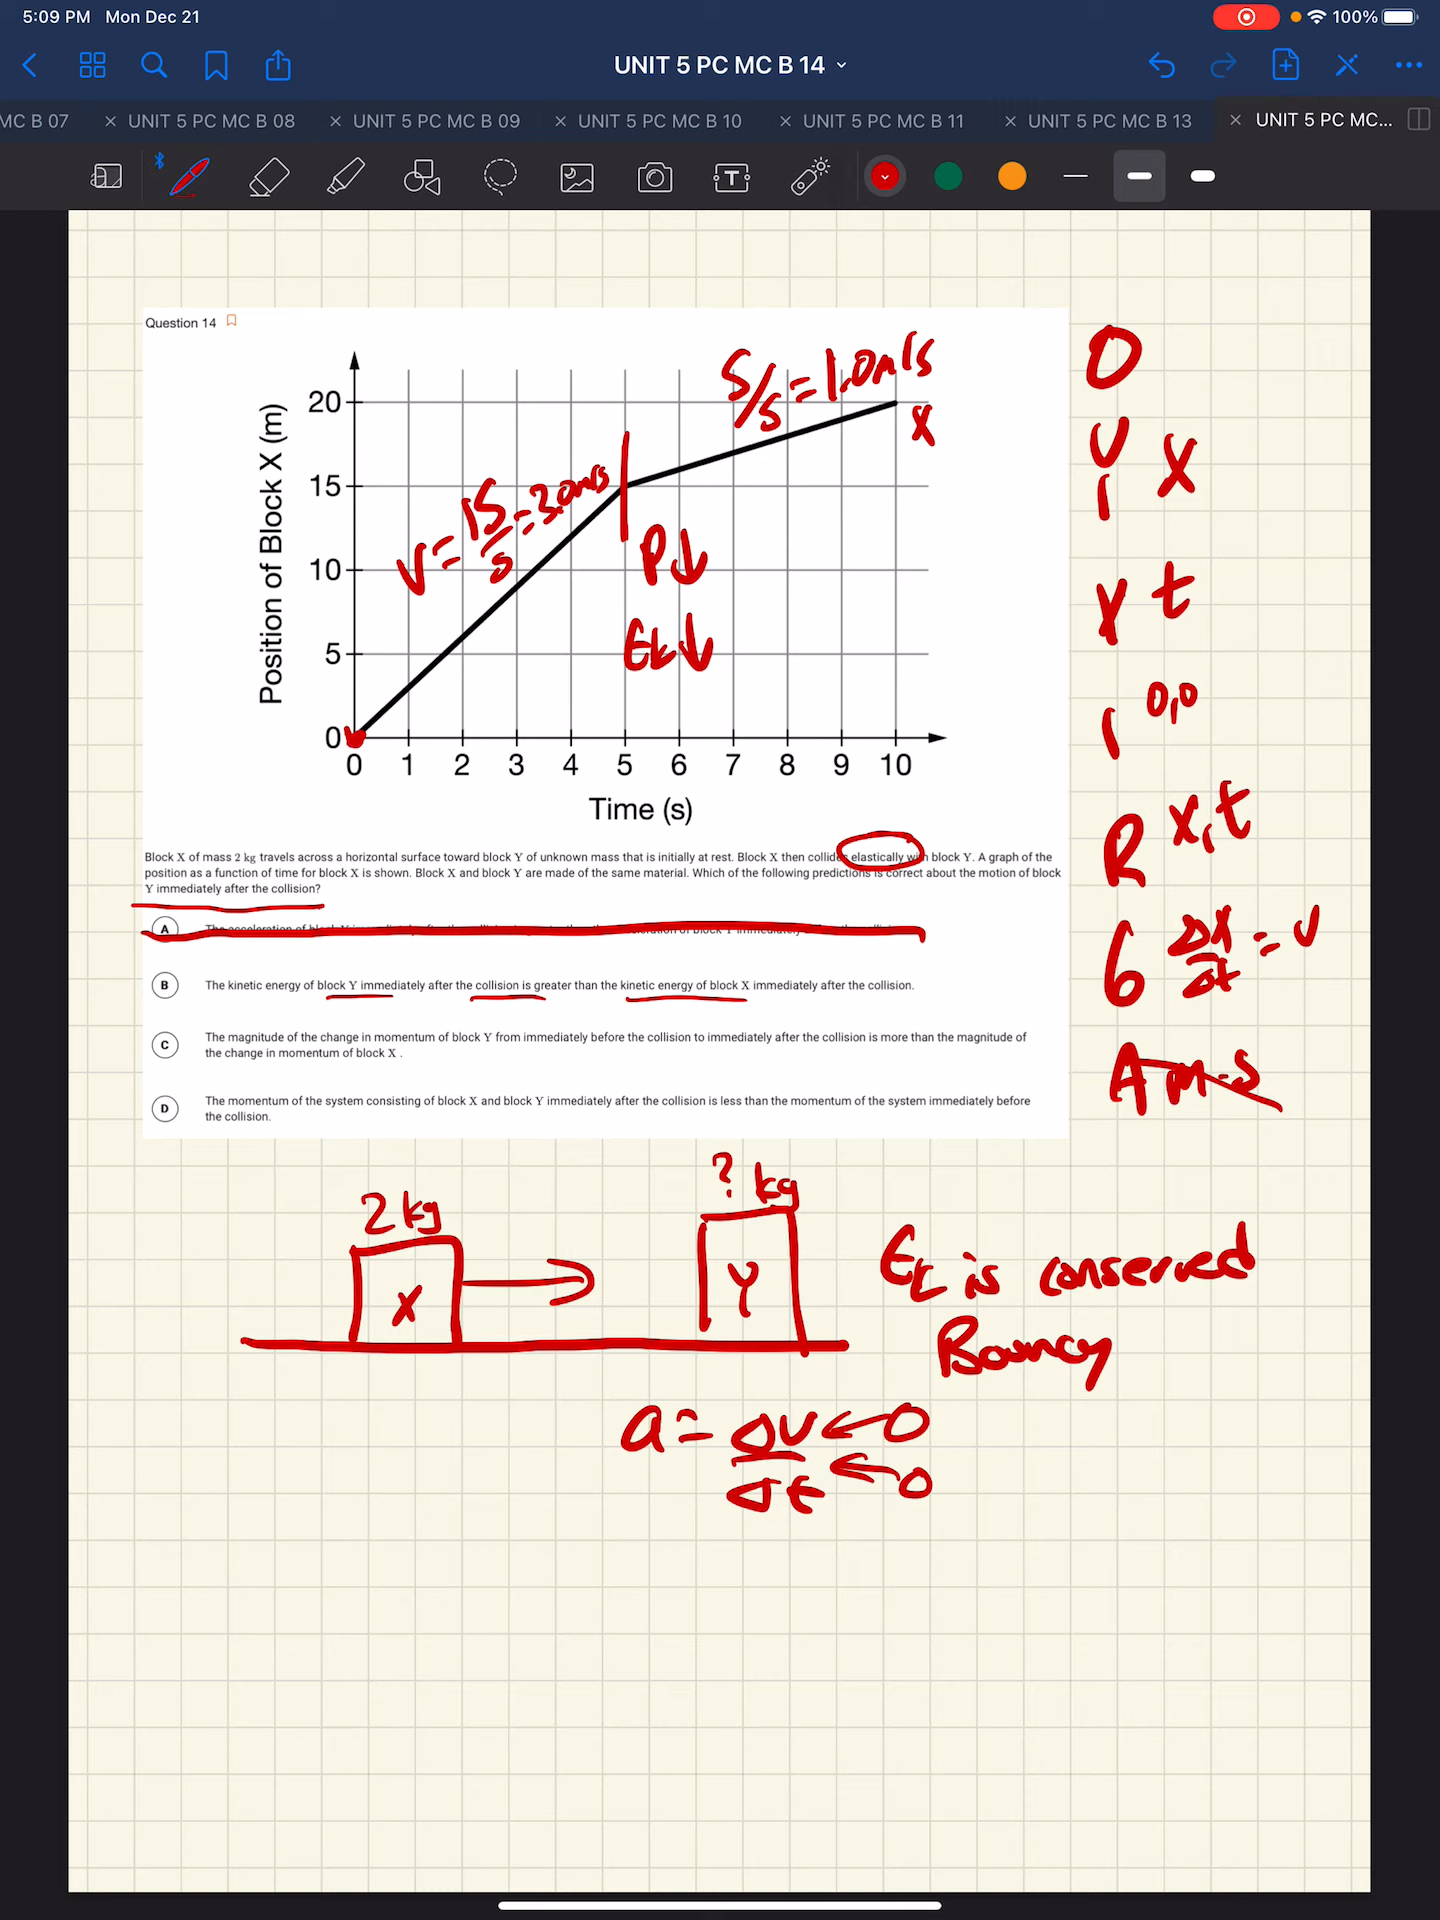 5:09 PM Mon Dec 21
100%
UNIT 5 PC MC B 14
MC B 07 × UNIT 5 PC MC B 08 × UNIT 5 PC MC B 09 × UNIT 5 PC MC B 10 × UNIT 5 PC MC B 11 × UNIT 5 PC MC B 13 × UNIT 5 PC MC...
T
Question 14
Position of Block X (m)
20
15
10
5
0
0 1 2 3 4 5 6 7 8 9 10
Time (s)
V = 15/5 = 3.0m/s
5/5 = 1.0m/s
X
P↓
Ek↓
O
V X
I
X t
I 0,0
R X,t
G ΔX/Δt = V
A
Block X of mass 2 kg travels across a horizontal surface toward block Y of unknown mass that is initially at rest. Block X then collides elastically with block Y. A graph of the
position as a function of time for block X is shown. Block X and block Y are made of the same material. Which of the following predictions is correct about the motion of block
Y immediately after the collision?
A
B The kinetic energy of block Y immediately after the collision is greater than the kinetic energy of block X immediately after the collision.
C The magnitude of the change in momentum of block Y from immediately before the collision to immediately after the collision is more than the magnitude of
the change in momentum of block X .
D The momentum of the system consisting of block X and block Y immediately after the collision is less than the momentum of the system immediately before
the collision.
2 kg
X
? kg
Y
Ek is conserved
Bouncy
a = ΔV ← 0
Δt ← 0